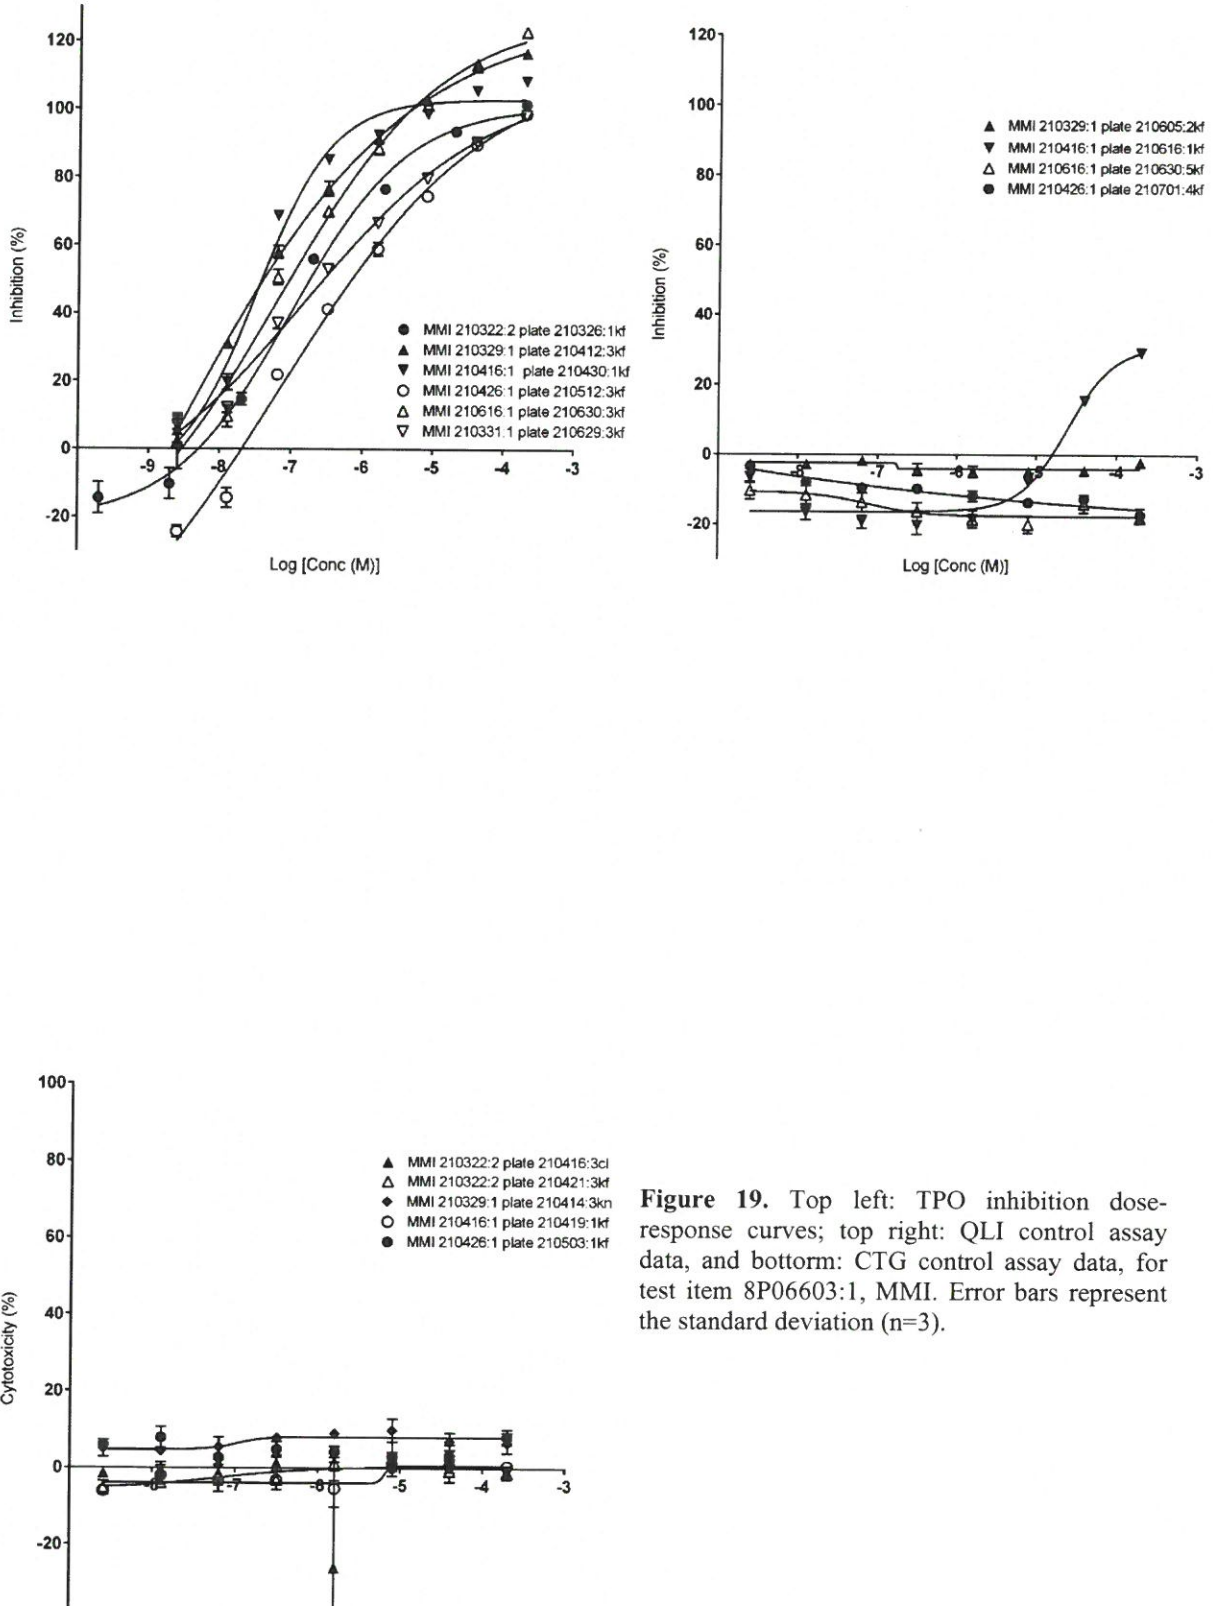 120
100
80
60
40
20
0
-20
Inhibition (%)
-9 -8 -7 -6 -5 -4 -3
Log [Conc (M)]
MMI 210322:2 plate 210326:1kf
MMI 210329:1 plate 210412:3kf
MMI 210416:1 plate 210430:1kf
MMI 210426:1 plate 210512:3kf
MMI 210616:1 plate 210630:3kf
MMI 210331:1 plate 210629:3kf
120
100
80
60
40
20
0
-20
Inhibition (%)
-8 -7 -6 -5 -4 -3
Log [Conc (M)]
MMI 210329:1 plate 210605:2kf
MMI 210416:1 plate 210616:1kf
MMI 210616:1 plate 210630:5kf
MMI 210426:1 plate 210701:4kf
100
80
60
40
20
0
-20
Cytotoxicity (%)
-8 -7 -6 -5 -4 -3
MMI 210322:2 plate 210416:3cl
MMI 210322:2 plate 210421:3kf
MMI 210329:1 plate 210414:3kn
MMI 210416:1 plate 210419:1kf
MMI 210426:1 plate 210503:1kf
Figure 19. Top left: TPO inhibition dose-
response curves; top right: QLI control assay
data, and bottorm: CTG control assay data, for
test item 8P06603:1, MMI. Error bars represent
the standard deviation (n=3).